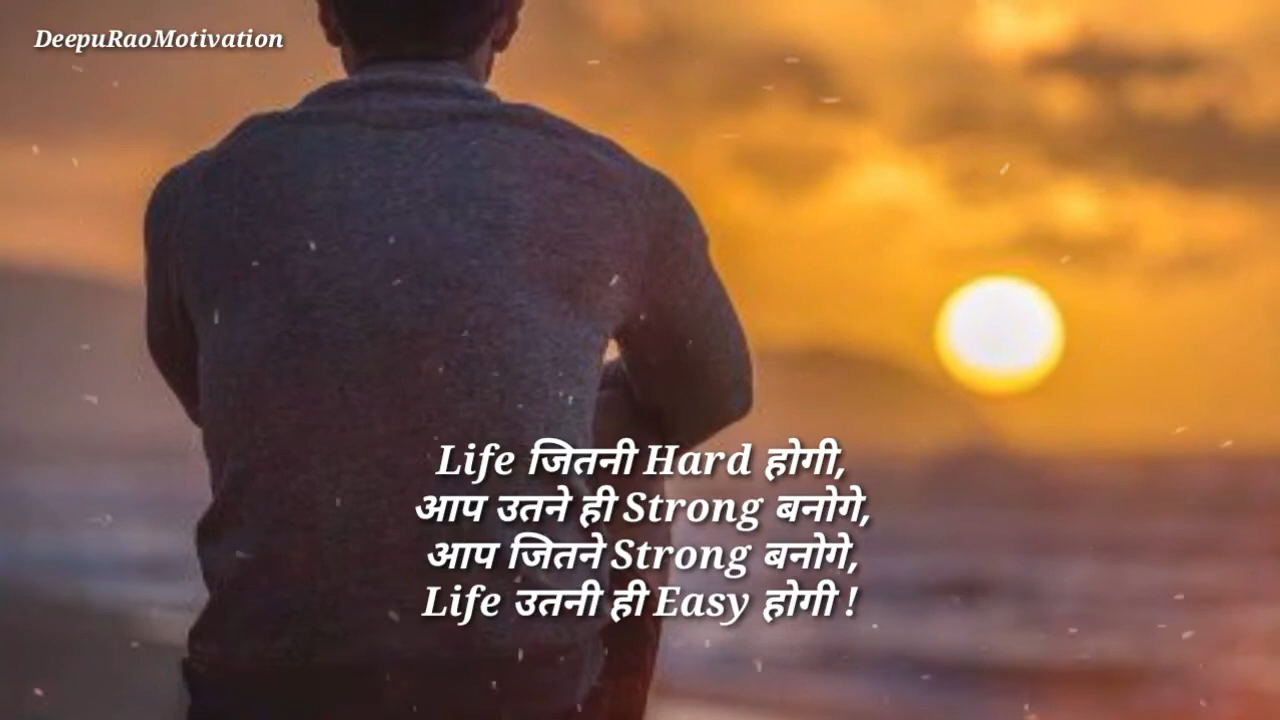 DeepuRaoMotivation
Life जितनी Hard होगी,
आप उतने ही Strong बनोगे,
आप जितने Strong बनोगे,
Life उतनी ही Easy होगी !